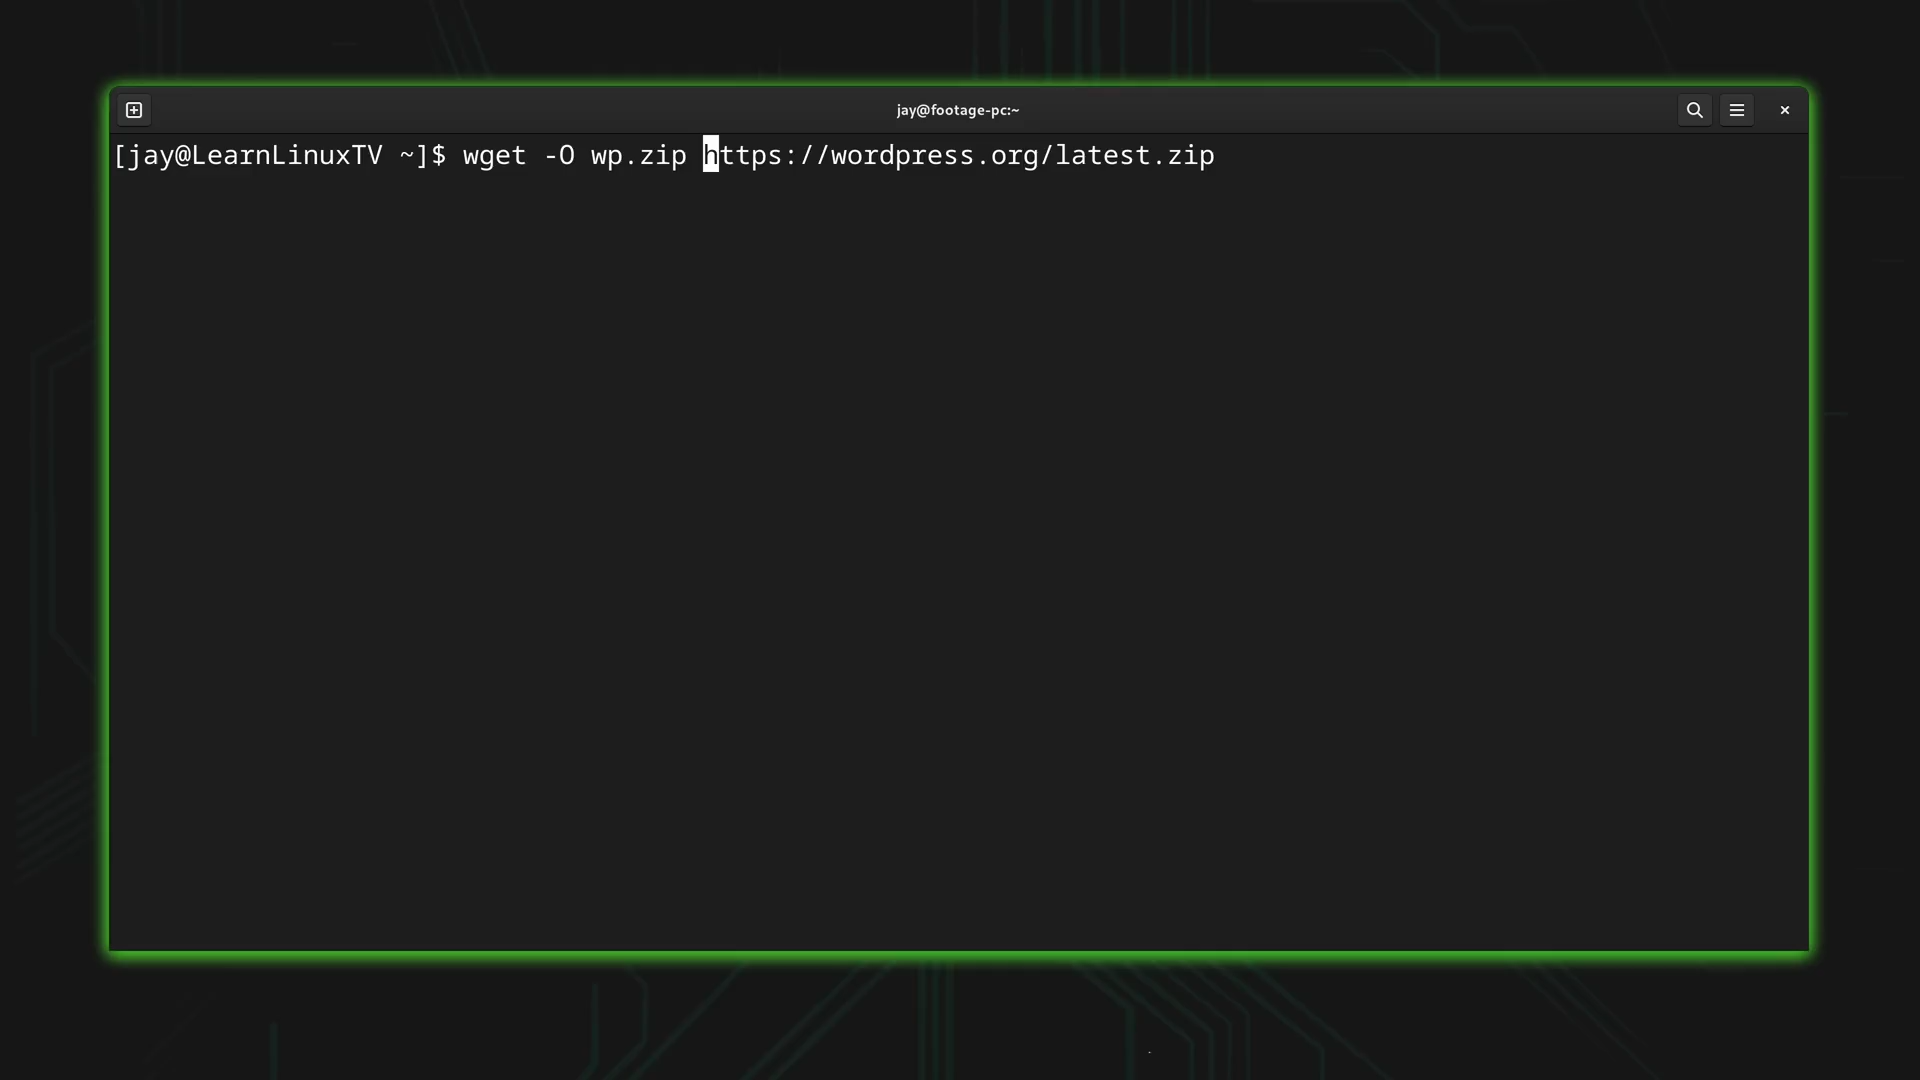 jay@footage-pc:~
[jay@LearnLinuxTV ~]$ wget -O wp.zip https://wordpress.org/latest.zip